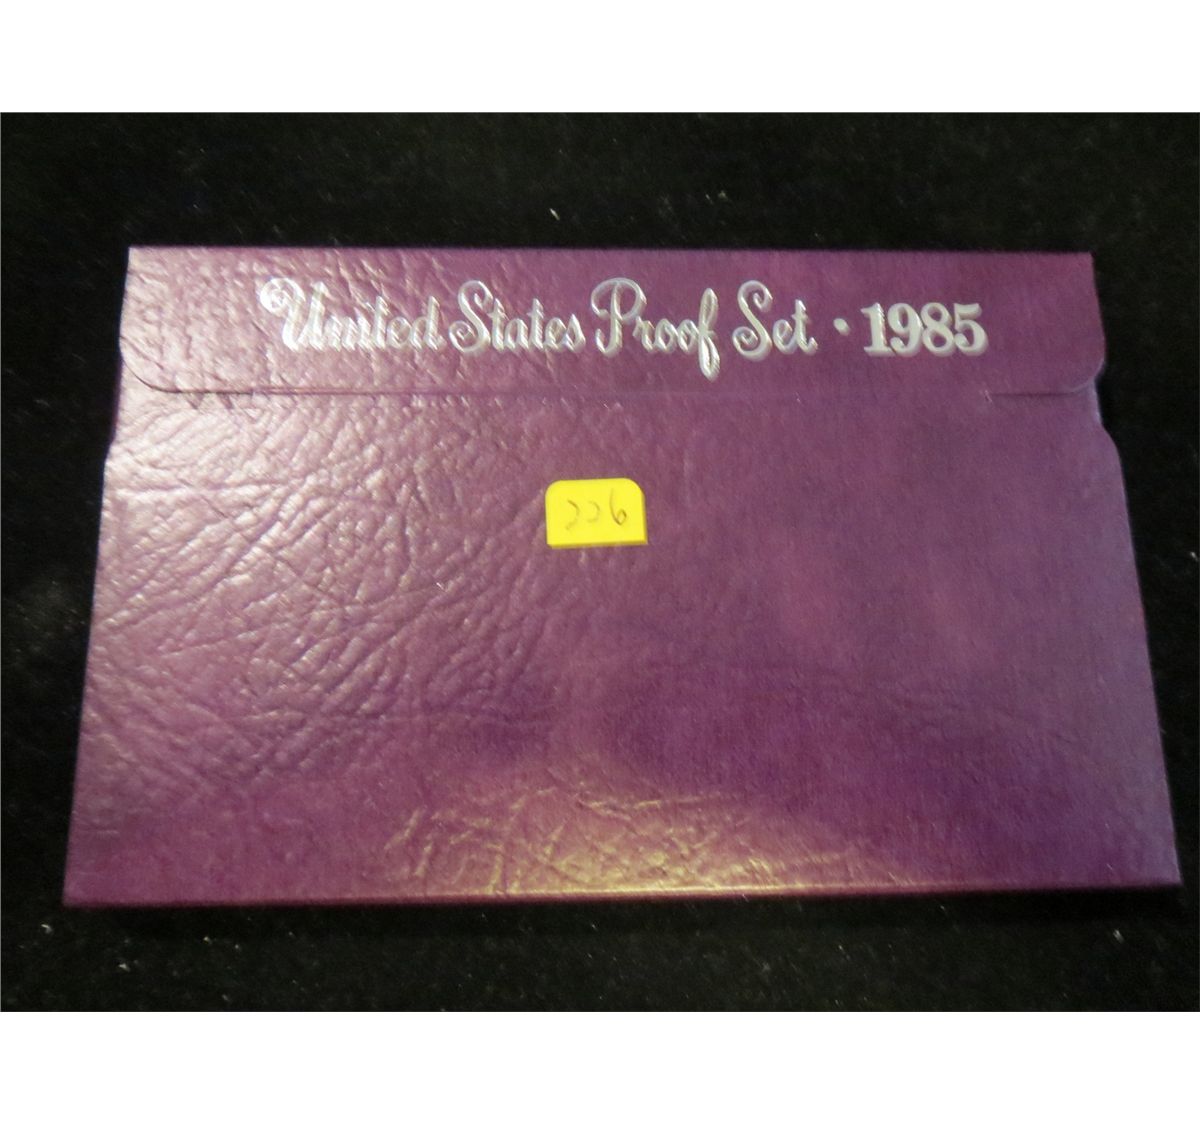 United States Proof Set · 1985
226